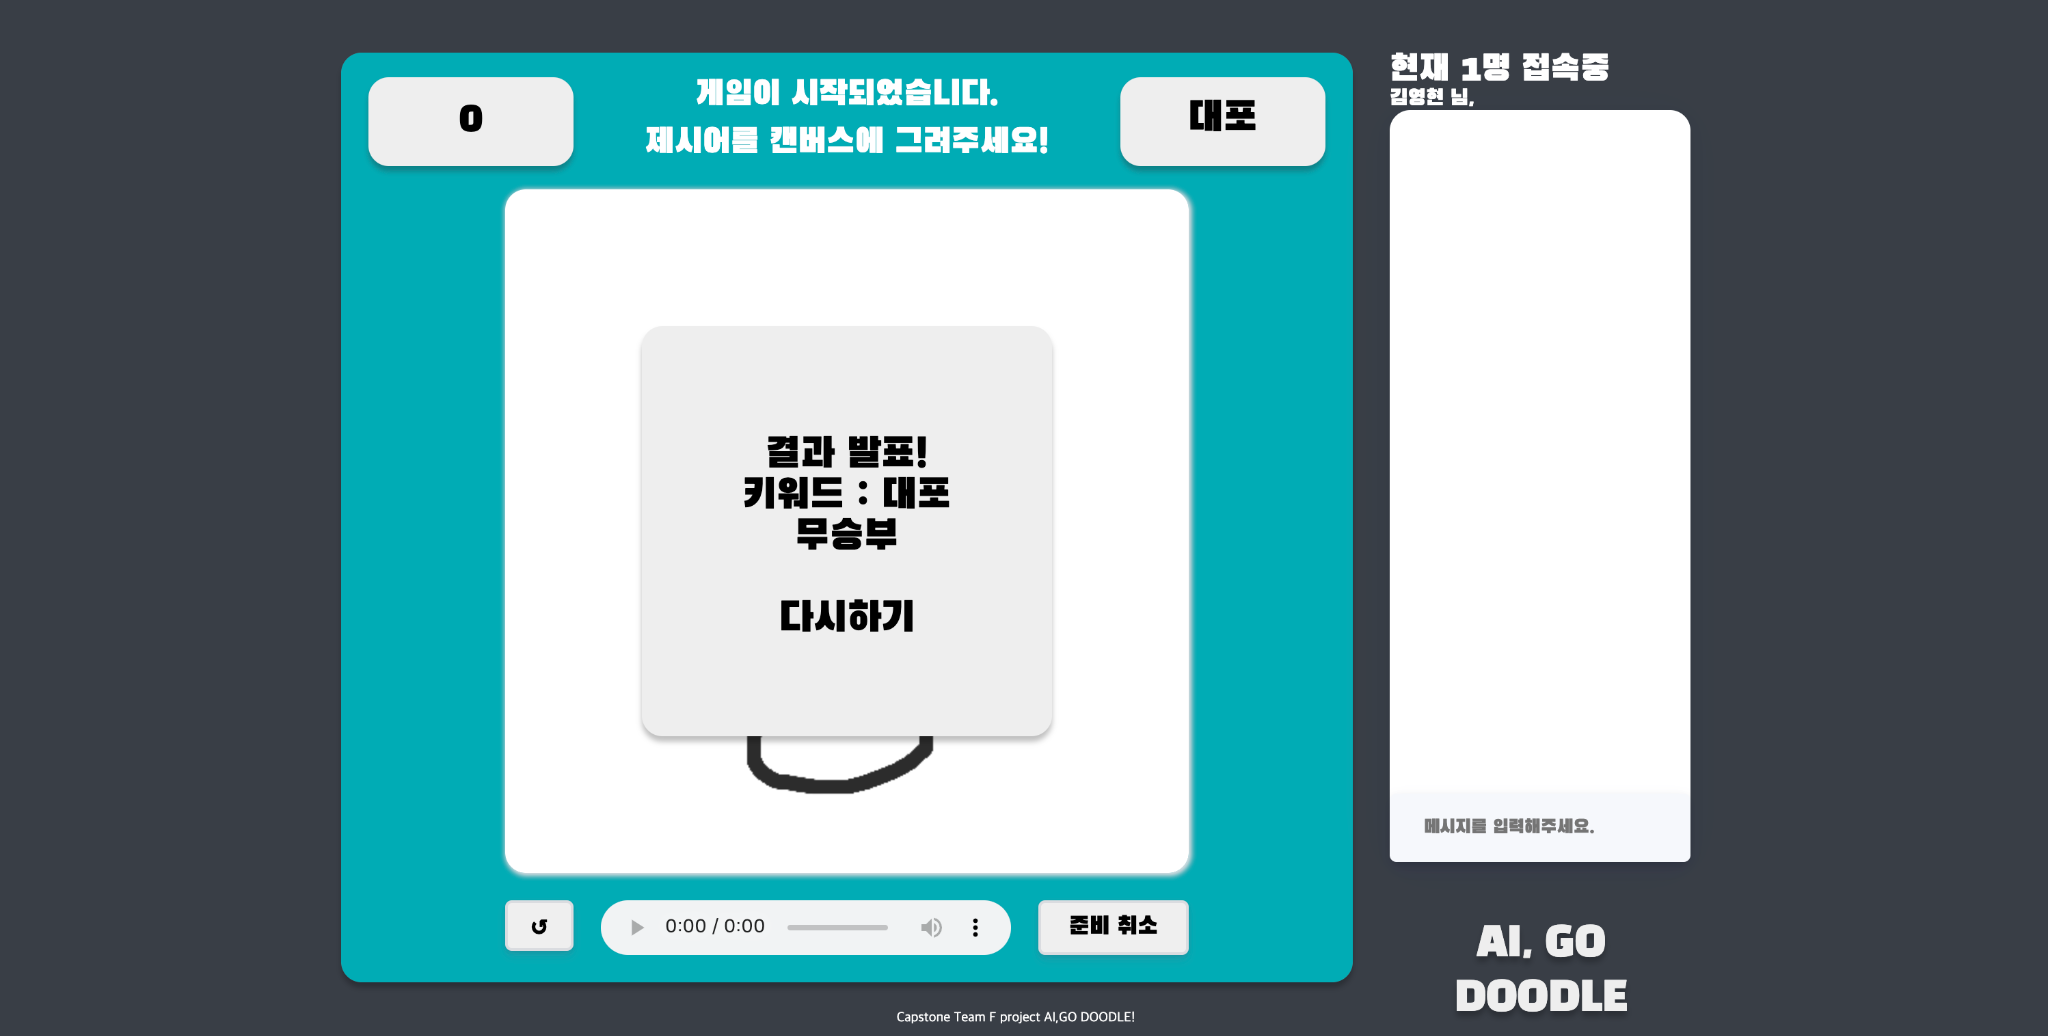 0
게임이 시작되었습니다.
제시어를 캔버스에 그려주세요!
대포
결과 발표!
키워드 : 대포
무승부
다시하기
↺
0:00 / 0:00
준비 취소
현재 1명 접속중
김영현 님,
메시지를 입력해주세요.
AI, GO
DOODLE
Capstone Team F project AI,GO DOODLE!